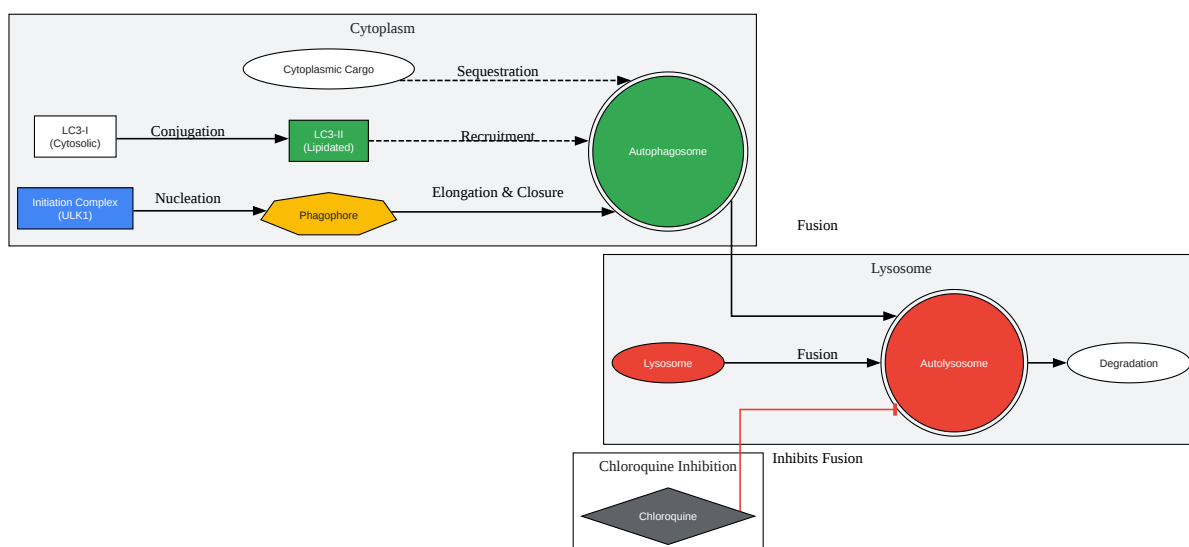 Cytoplasm
Cytoplasmic Cargo
Sequestration
LC3-I
(Cytosolic)
Conjugation
LC3-II
(Lipidated)
Recruitment
Autophagosome
Initiation Complex
(ULK1)
Nucleation
Phagophore
Elongation & Closure
Fusion
Lysosome
Lysosome
Fusion
Autolysosome
Degradation
Inhibits Fusion
Chloroquine Inhibition
Chloroquine